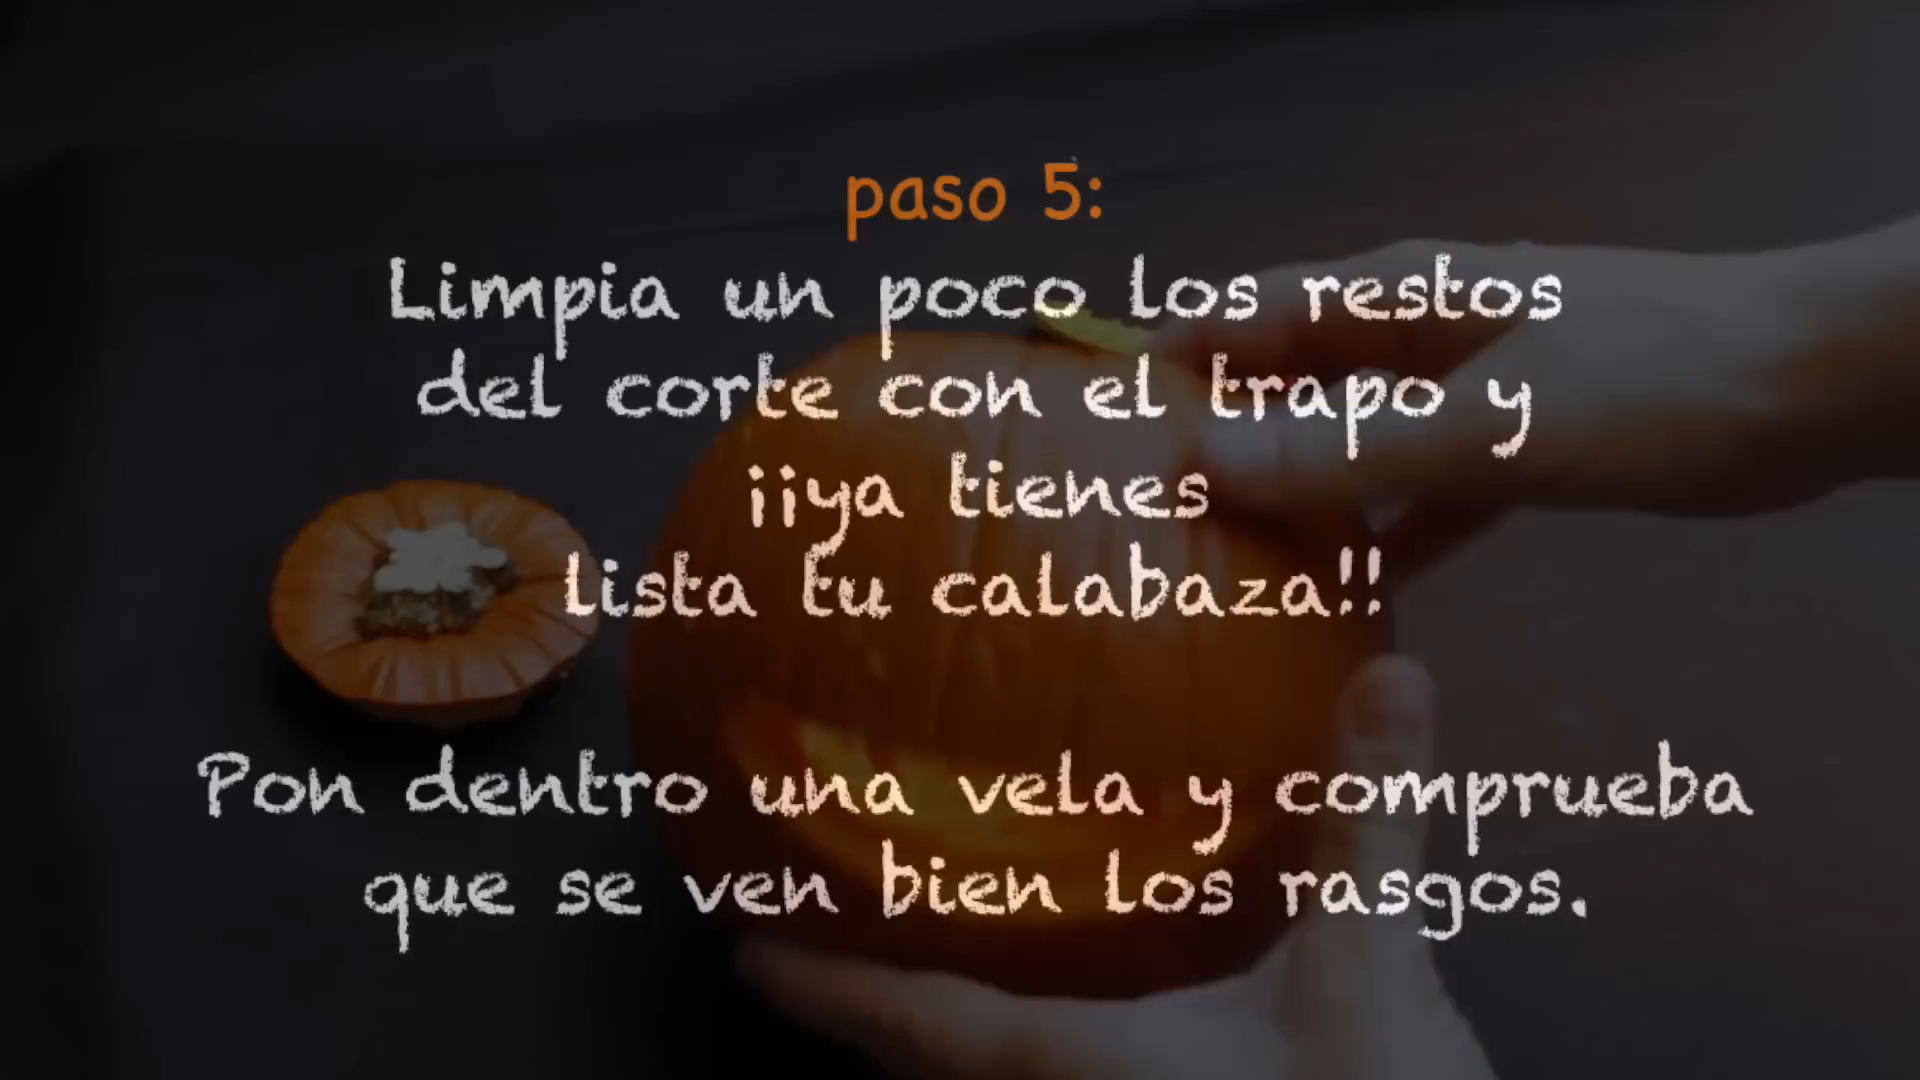 paso 5:
Limpia un poco los restos
del corte con el trapo y
¡¡ya tienes
lista tu calabaza!!
Pon dentro una vela y comprueba
que se ven bien los rasgos.